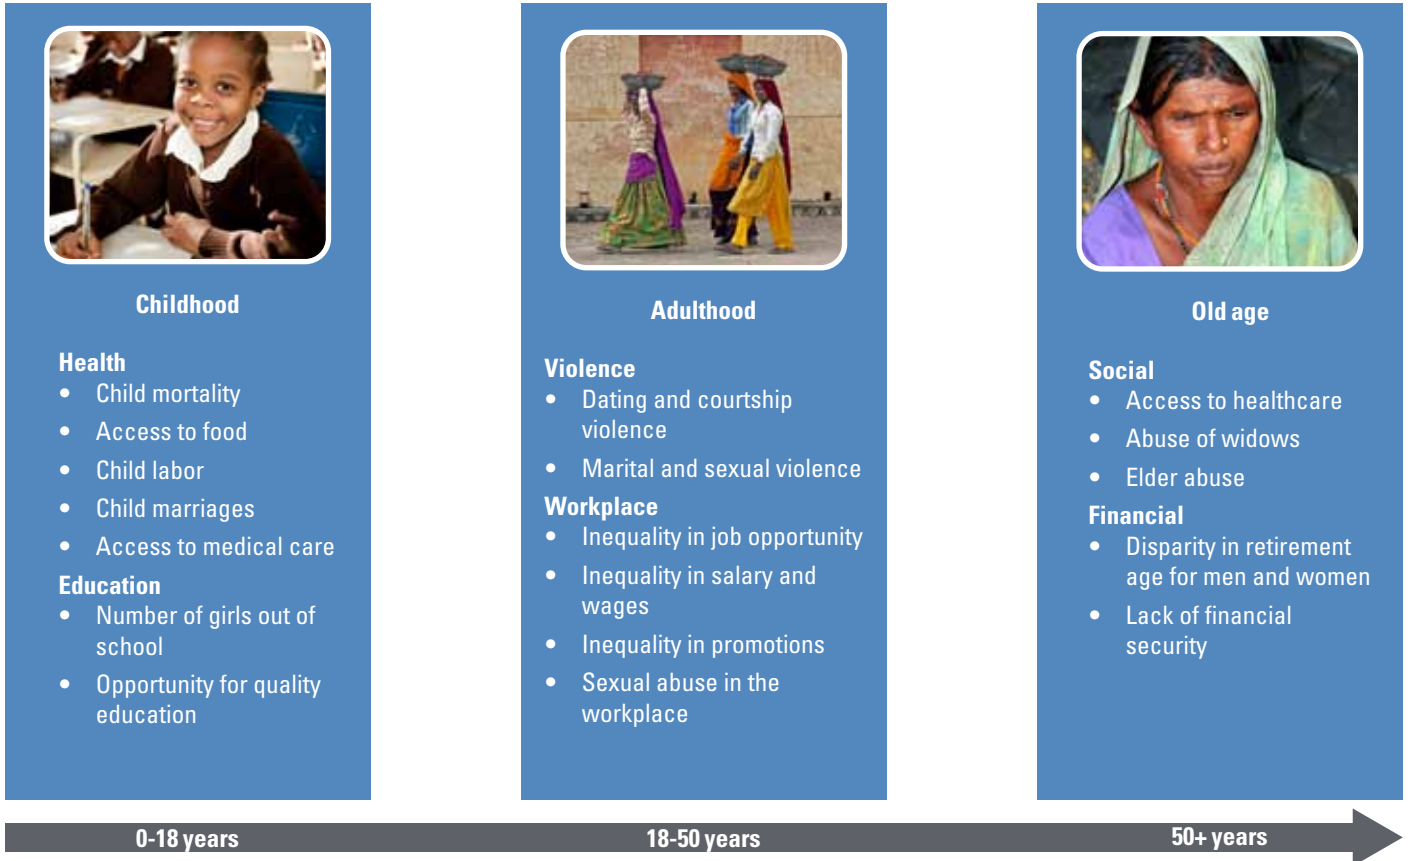 Childhood
Health
• Child mortality
• Access to food
• Child labor
• Child marriages
• Access to medical care
Education
• Number of girls out of
school
• Opportunity for quality
education
Adulthood
Violence
• Dating and courtship
violence
• Marital and sexual violence
Workplace
• Inequality in job opportunity
• Inequality in salary and
wages
• Inequality in promotions
• Sexual abuse in the
workplace
Old age
Social
• Access to healthcare
• Abuse of widows
• Elder abuse
Financial
• Disparity in retirement
age for men and women
• Lack of financial
security
0-18 years
18-50 years
50+ years